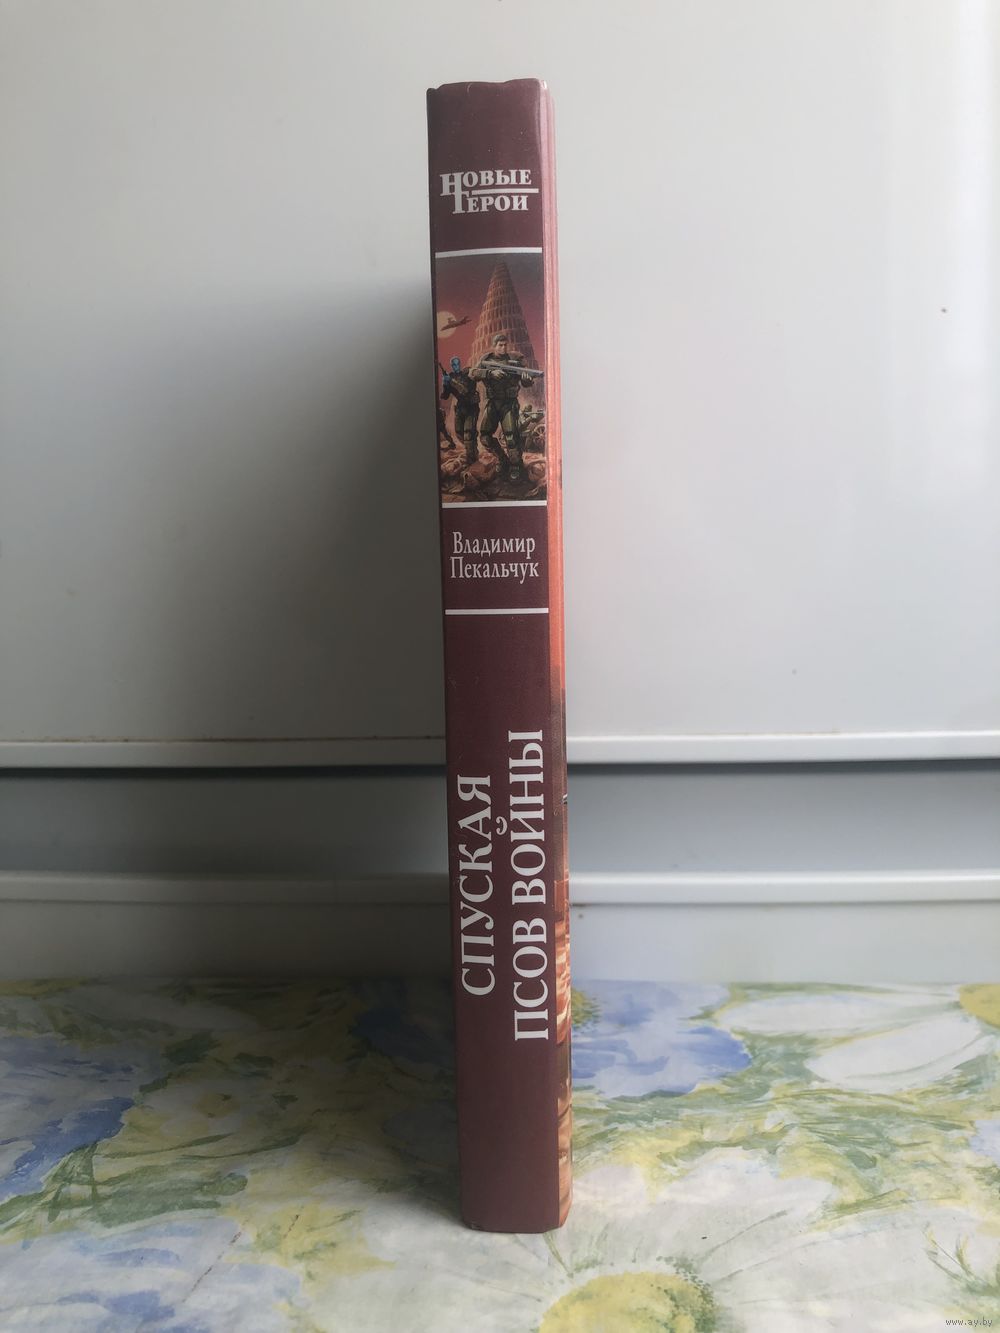 НОВЫЕ
ГЕРОИ
Владимир
Пекальчук
СПУСКАЯ
ПСОВ ВОЙНЫ
www.ay.by